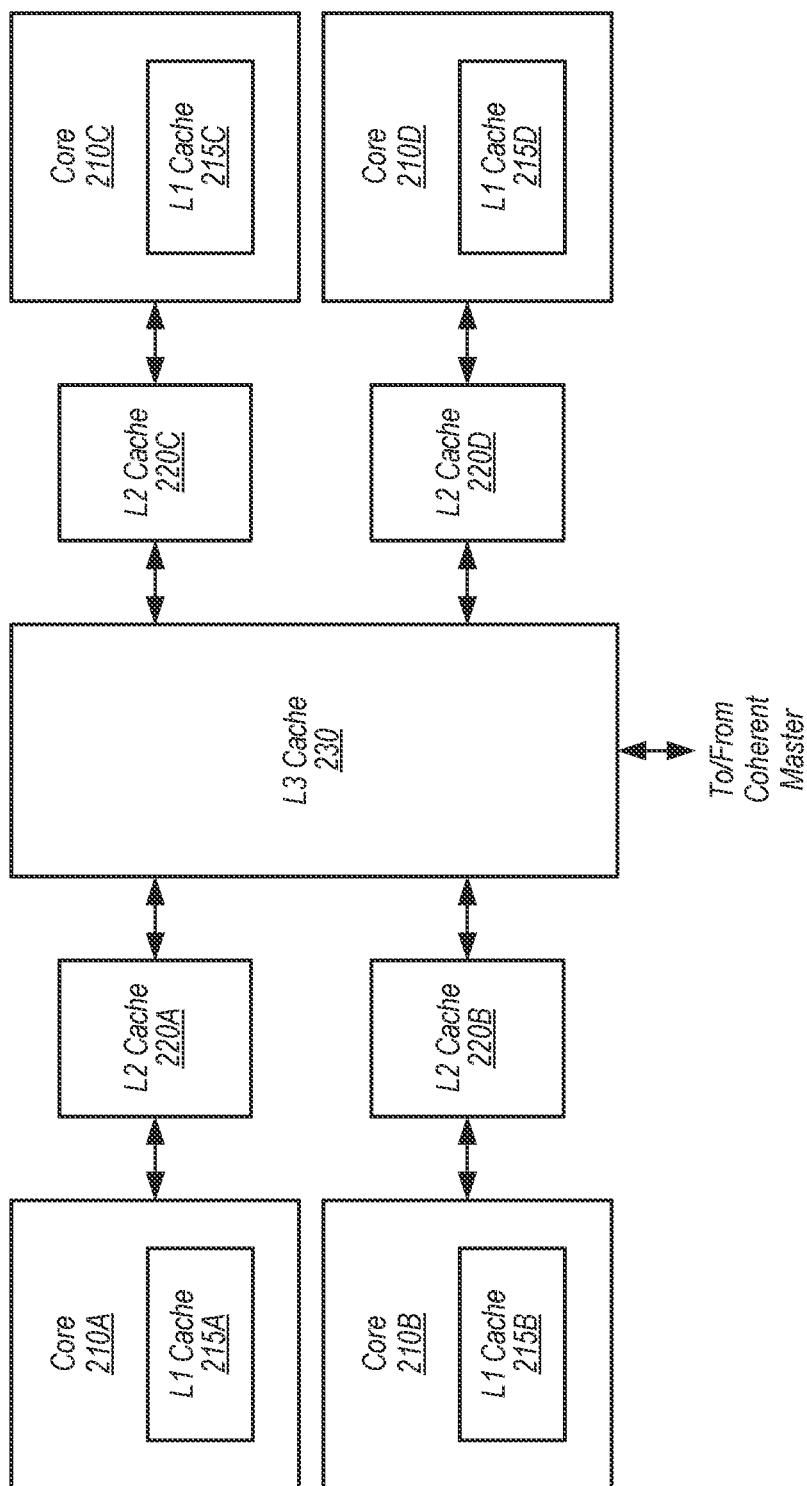 Core
210A
L1 Cache
215A
L2 Cache
220A
L3 Cache
230
L2 Cache
220C
Core
210C
L1 Cache
215C
Core
210B
L1 Cache
215B
L2 Cache
220B
L2 Cache
220D
Core
210D
L1 Cache
215D
To/From
Coherent
Master